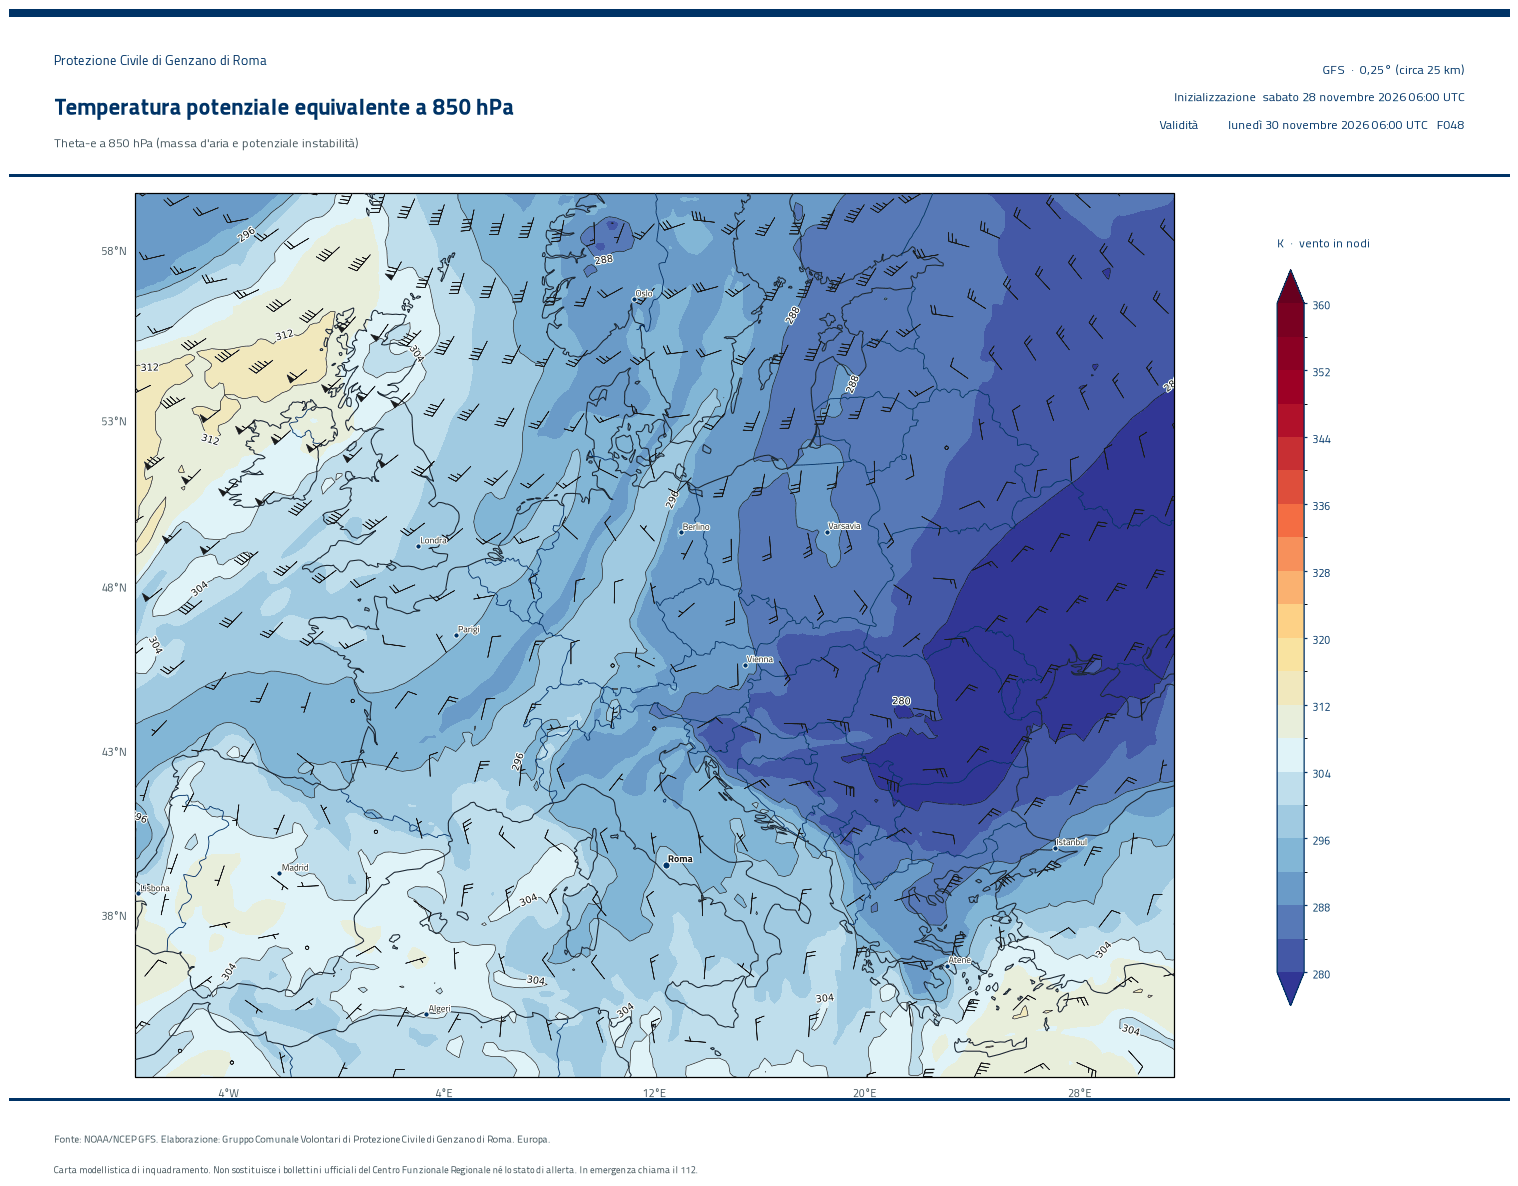 Protezione Civile di Genzano di Roma
Temperatura potenziale equivalente a 850 hPa
Theta-e a 850 hPa (massa d'aria e potenziale instabilità)
GFS · 0,25° (circa 25 km)
Inizializzazione sabato 28 novembre 2026 06:00 UTC
Validità lunedì 30 novembre 2026 06:00 UTC F048
K · vento in nodi
360
352
344
336
328
320
312
304
296
288
280
58°N
53°N
48°N
43°N
38°N
4°W
4°E
12°E
20°E
28°E
296
288
Oslo
288
312
304
312
288
312
296
Berlino
Varsavia
Londra
304
Parigi
304
Vienna
280
296
Istanbul
Roma
Madrid
Lisbona
304
304
Atene
304
304
304
304
Algeri
304
Fonte: NOAA/NCEP GFS. Elaborazione: Gruppo Comunale Volontari di Protezione Civile di Genzano di Roma. Europa.
Carta modellistica di inquadramento. Non sostituisce i bollettini ufficiali del Centro Funzionale Regionale né lo stato di allerta. In emergenza chiama il 112.